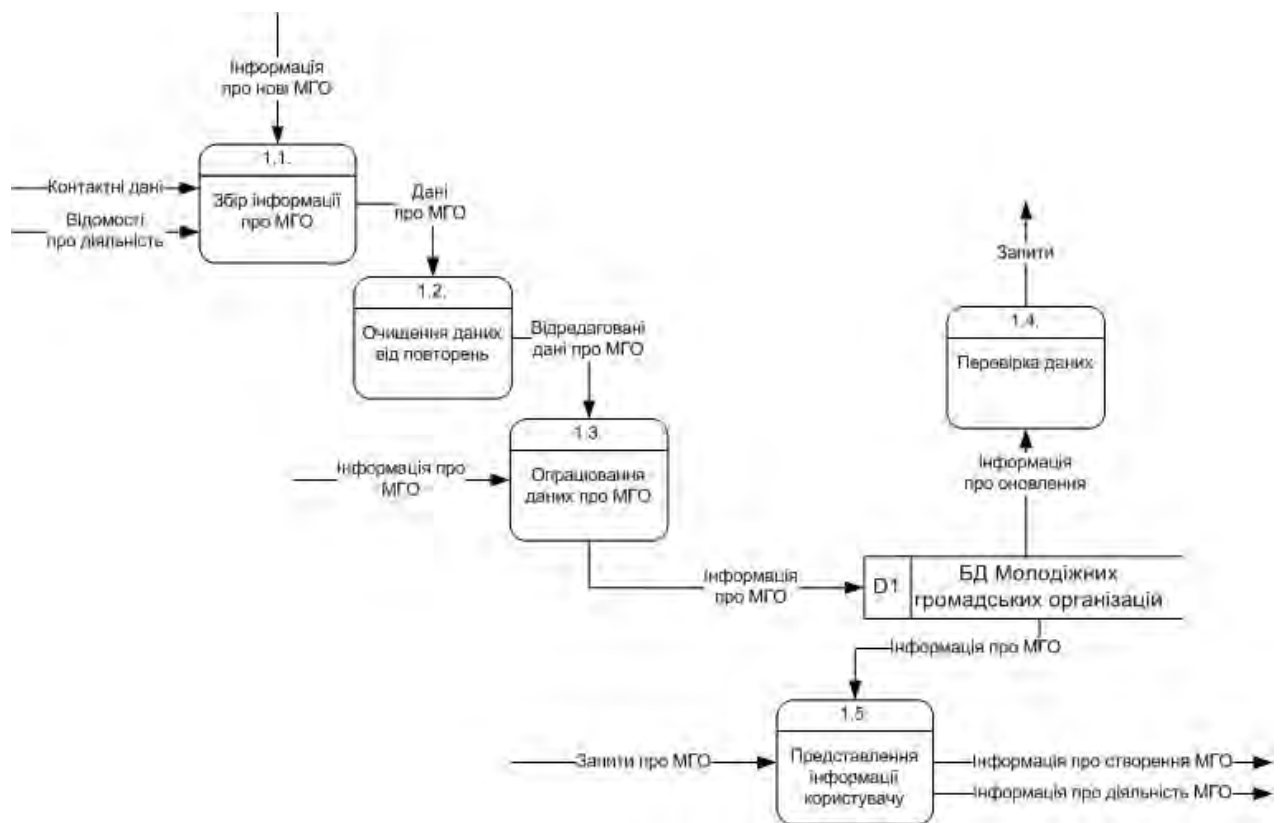 Інформація
про нові МГО
1.1.
Збір інформації
про МГО
Контактні дані
Відомості
про діяльність
Дані
про МГО
1.2.
Очищення даних
від повторень
Відредаговані
дані про МГО
1.3.
Опрацювання
даних про МГО
Інформація про
МГО
Інформація
про МГО
Запити
1.4.
Перевірка даних
Інформація
про оновлення
D1
БД Молодіжних
громадських організацій
Інформація про МГО
1.5.
Представлення
інформації
користувачу
Запити про МГО
Інформація про створення МГО
Інформація про діяльність МГО